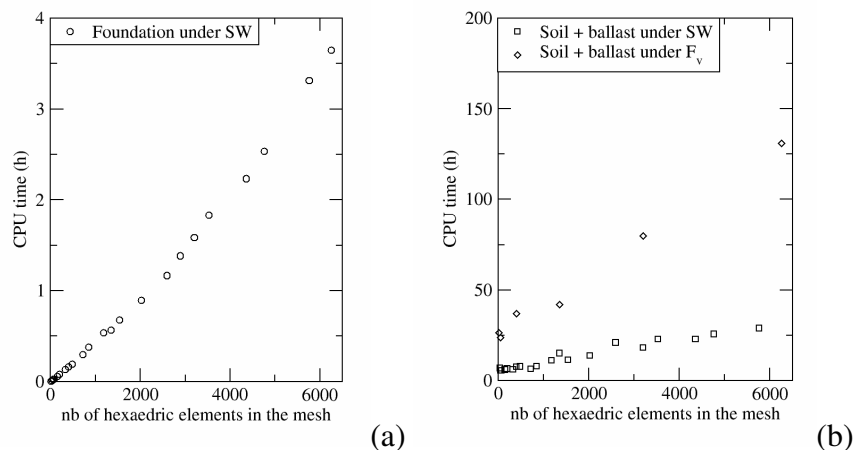 Foundation under SW
4
3
2
1
0
CPU time (h)
0
2000
4000
6000
nb of hexaedric elements in the mesh
(a)
Soil + ballast under SW
Soil + ballast under Fv
200
150
100
50
0
CPU time (h)
0
2000
4000
6000
nb of hexaedric elements in the mesh
(b)